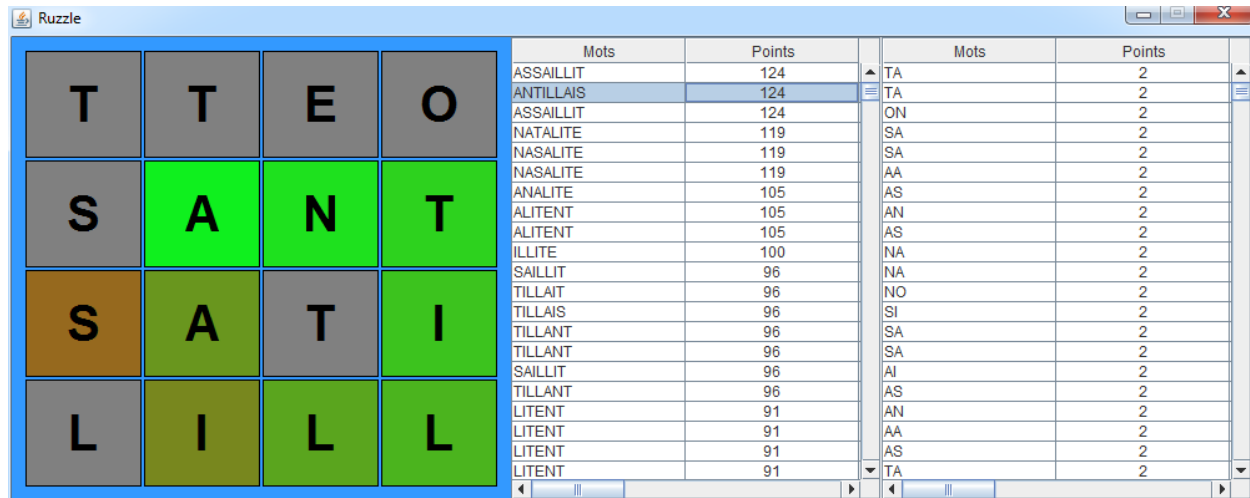 Ruzzle
T T E O
S A N T
S A T I
L I L L
Mots Points
ASSAILLIT 124
ANTILLAIS 124
ASSAILLIT 124
NATALITE 119
NASALITE 119
NASALITE 119
ANALITE 105
ALITENT 105
ALITENT 105
ILLITE 100
SAILLIT 96
TILLAIT 96
TILLAIS 96
TILLANT 96
TILLANT 96
SAILLIT 96
TILLANT 96
LITENT 91
LITENT 91
LITENT 91
LITENT 91
Mots Points
TA 2
TA 2
ON 2
SA 2
SA 2
AA 2
AS 2
AN 2
AS 2
NA 2
NA 2
NO 2
SI 2
SA 2
SA 2
AI 2
AS 2
AN 2
AA 2
AS 2
TA 2